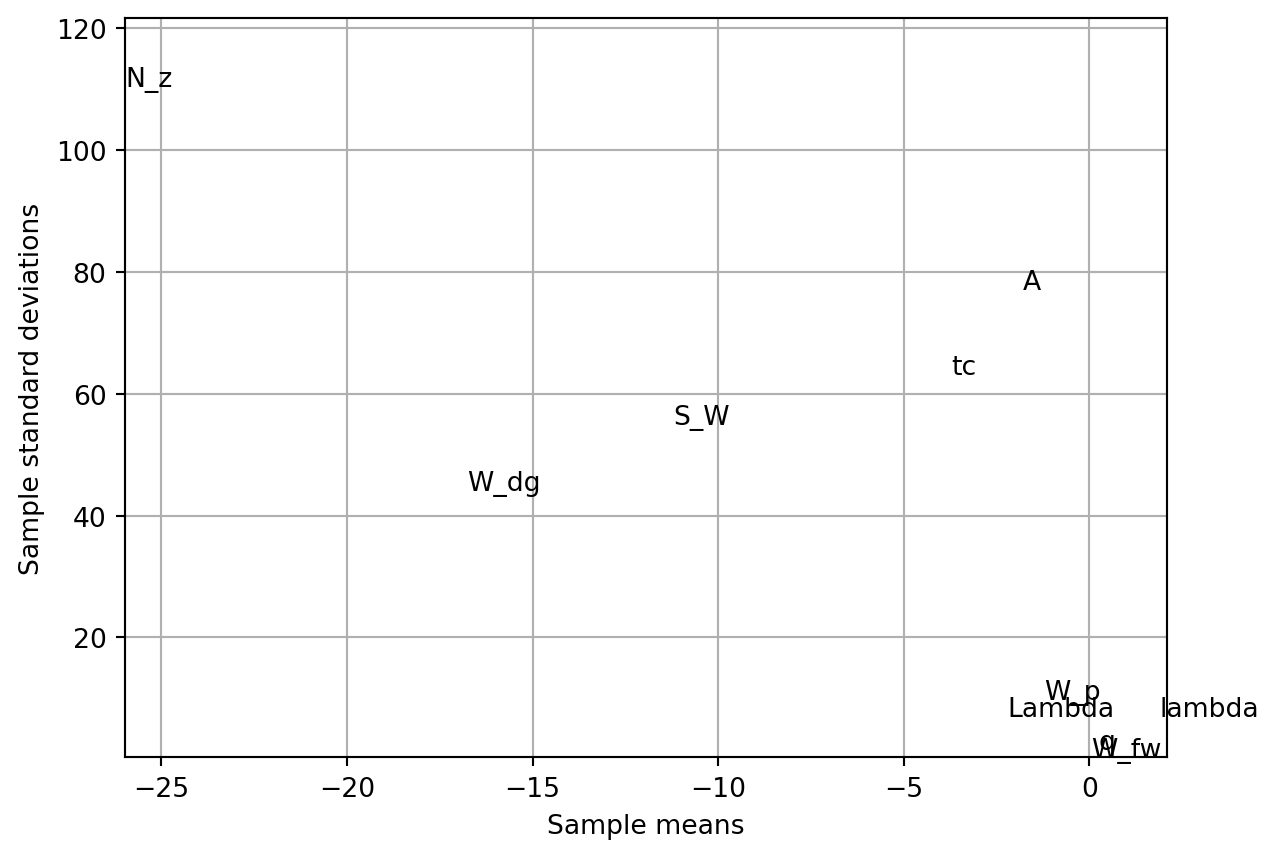 120
N_z
100
Sample standard deviations
80
A
tc
60
S_W
W_dg
40
20
W_p
Lambda
lambda
q
W_fw
−25
−20
−15
−10
−5
0
Sample means